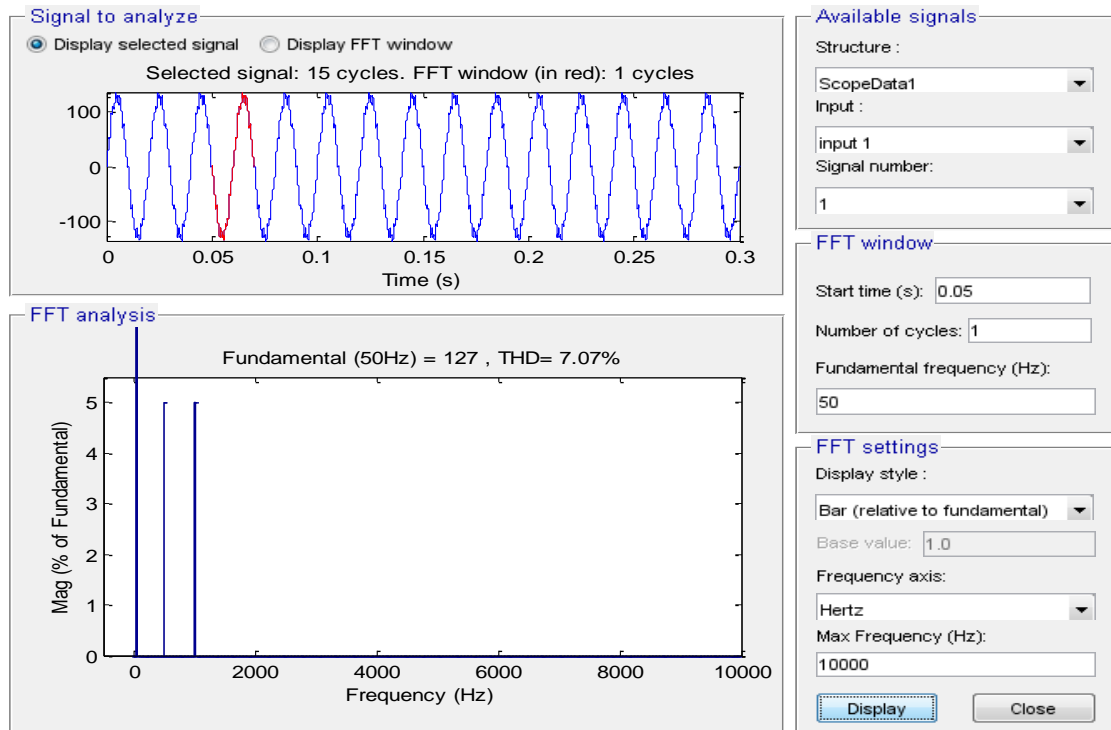 Signal to analyze
Display selected signal Display FFT window
Selected signal: 15 cycles. FFT window (in red): 1 cycles
100
0
-100
0 0.05 0.1 0.15 0.2 0.25 0.3
Time (s)
FFT analysis
Fundamental (50Hz) = 127 , THD= 7.07%
5
4
3
2
1
0
Mag (% of Fundamental)
0 2000 4000 6000 8000 10000
Frequency (Hz)
Available signals
Structure :
ScopeData1
Input :
input 1
Signal number:
1
FFT window
Start time (s): 0.05
Number of cycles: 1
Fundamental frequency (Hz):
50
FFT settings
Display style :
Bar (relative to fundamental)
Base value: 1.0
Frequency axis:
Hertz
Max Frequency (Hz):
10000
Display Close